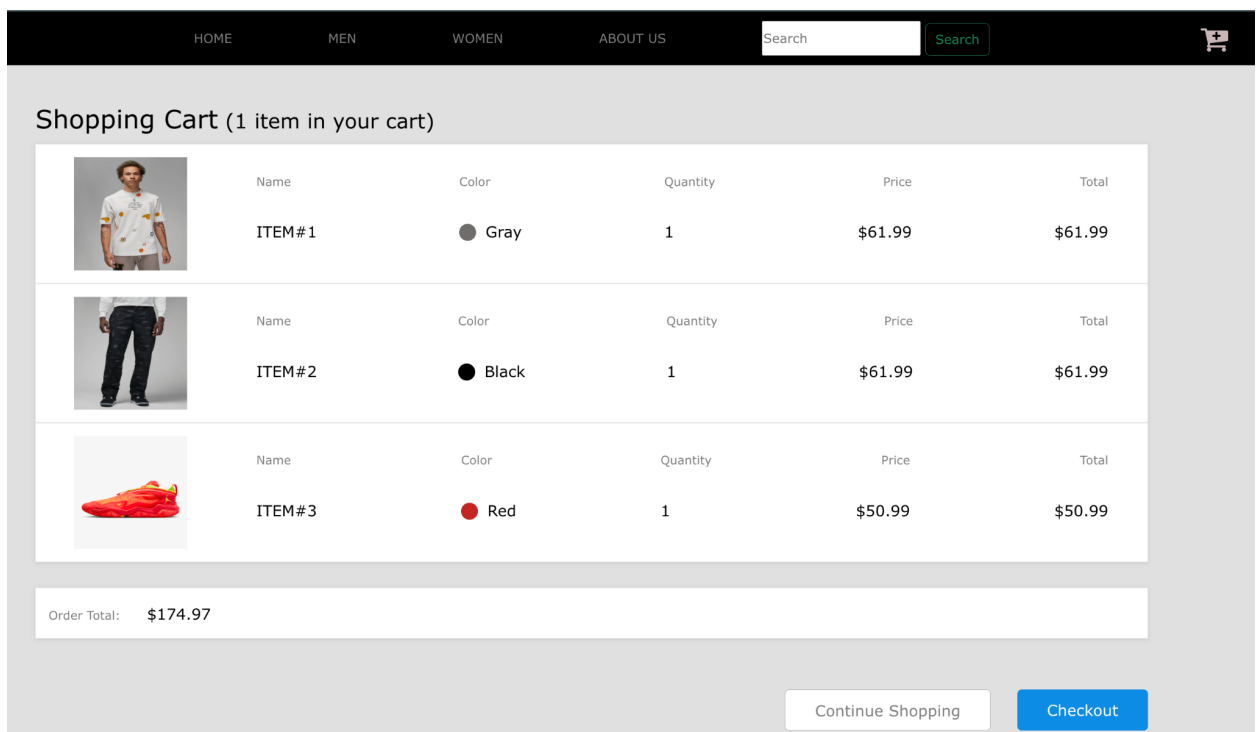 HOME MEN WOMEN ABOUT US Search Search
Shopping Cart (1 item in your cart)
Name Color Quantity Price Total
ITEM#1 Gray 1 $61.99 $61.99
Name Color Quantity Price Total
ITEM#2 Black 1 $61.99 $61.99
Name Color Quantity Price Total
ITEM#3 Red 1 $50.99 $50.99
Order Total: $174.97
Continue Shopping Checkout